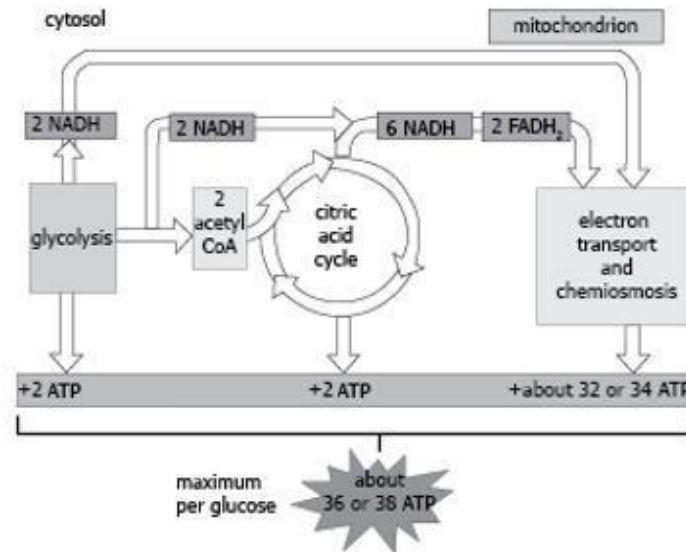 cytosol
mitochondrion
2 NADH
2 NADH
6 NADH
2 FADH₂
glycolysis
2
acetyl
CoA
citric
acid
cycle
electron
transport
and
chemiosmosis
+2 ATP
+2 ATP
+about 32 or 34 ATP
maximum
per glucose
about
36 or 38 ATP